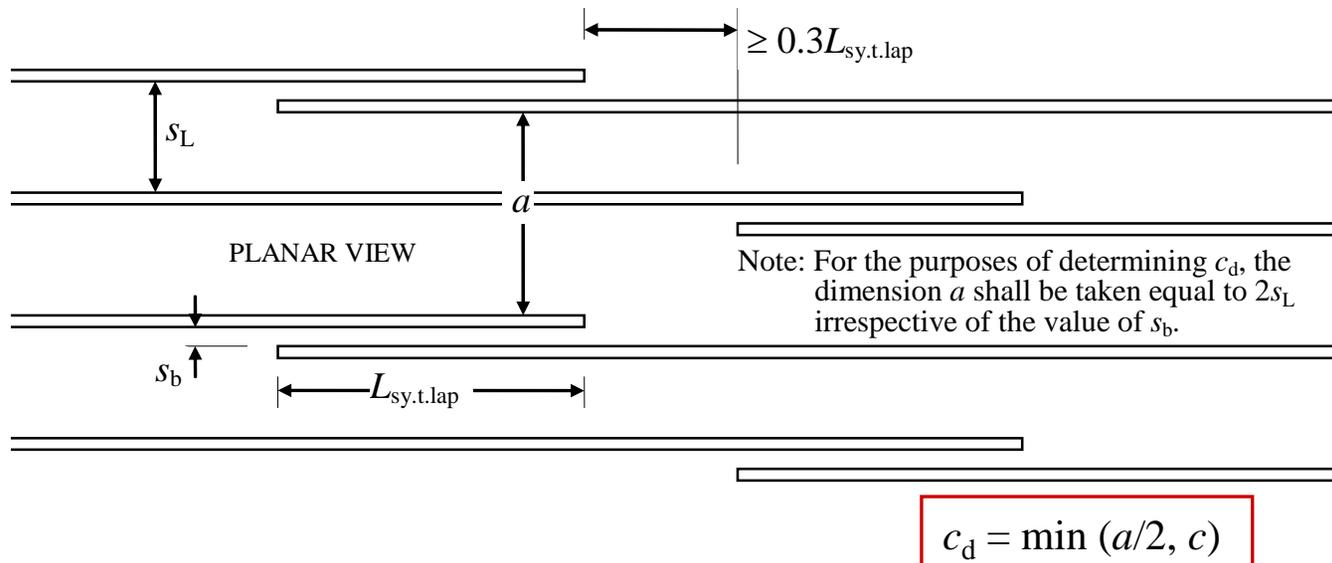 ≥ 0.3Lsy.t.lap
sL
a
PLANAR VIEW
Note: For the purposes of determining cd, the
dimension a shall be taken equal to 2sL
irrespective of the value of sb.
sb
Lsy.t.lap
cd = min (a/2, c)